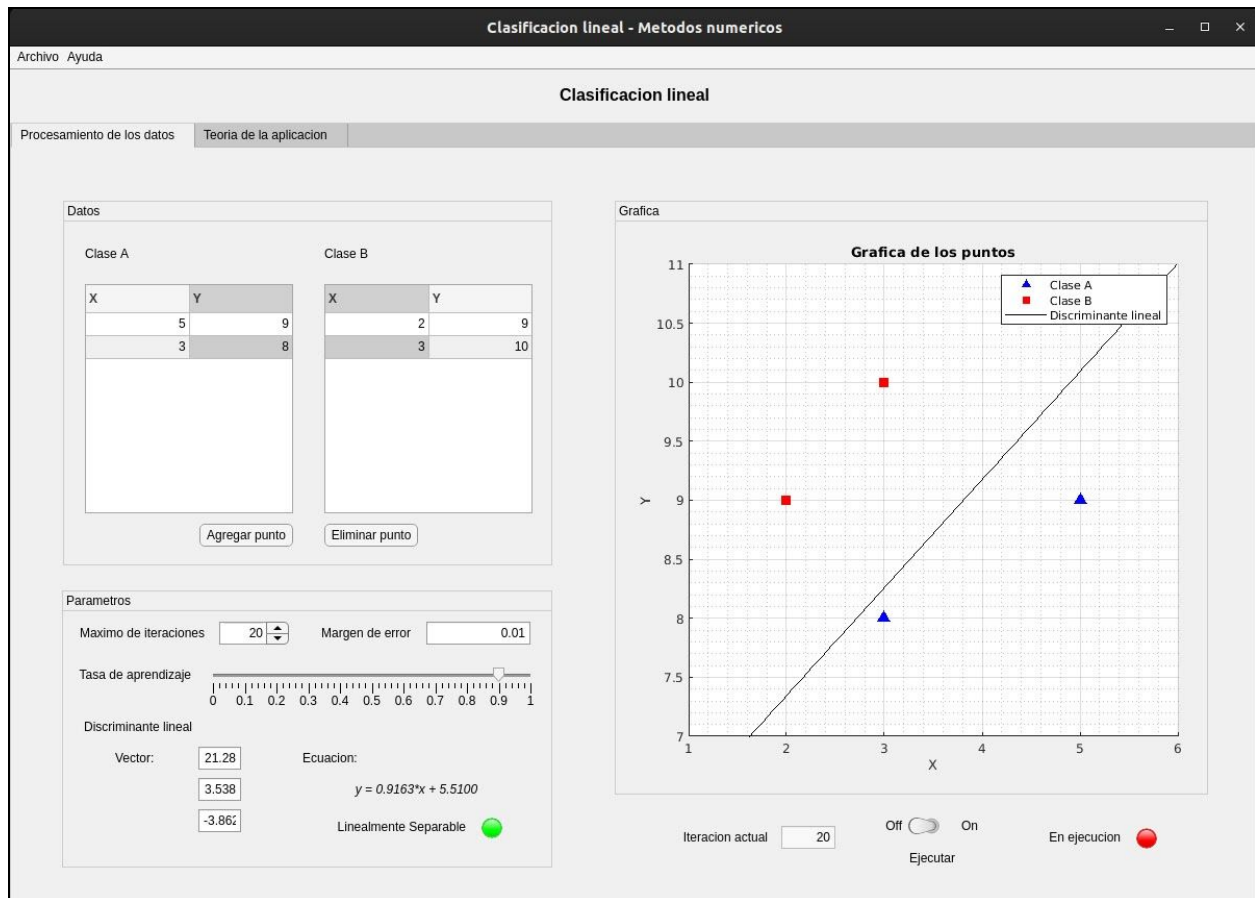 Clasificacion lineal - Metodos numericos
Archivo Ayuda
Clasificacion lineal
Procesamiento de los datos
Teoria de la aplicacion
Datos
Clase A
Clase B
X Y
5 9
3 8
X Y
2 9
3 10
Agregar punto
Eliminar punto
Parametros
Maximo de iteraciones 20
Margen de error 0.01
Tasa de aprendizaje
0 0.1 0.2 0.3 0.4 0.5 0.6 0.7 0.8 0.9 1
Discriminante lineal
Vector:
21.28
3.538
-3.862
Ecuacion:
y = 0.9163*x + 5.5100
Linealmente Separable
Grafica
Grafica de los puntos
Clase A
Clase B
Discriminante lineal
11
10.5
10
9.5
9
8.5
8
7.5
7
Y
1 2 3 4 5 6
X
Iteracion actual 20
Off On
Ejecutar
En ejecucion